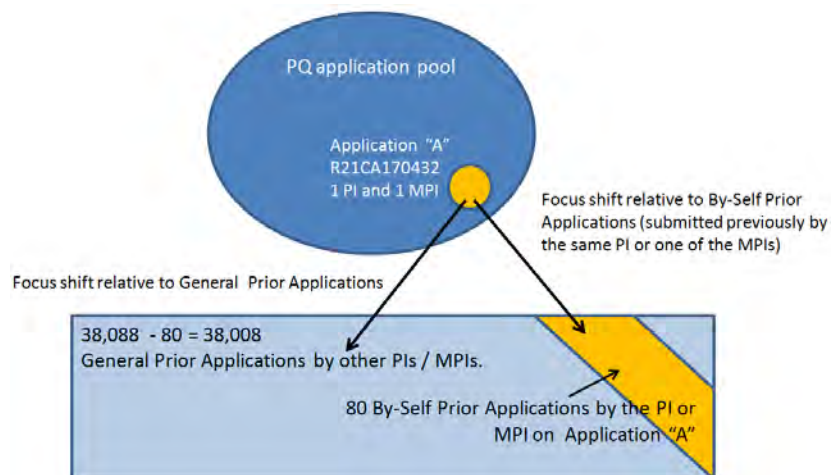 PQ application pool
Application "A"
R21CA170432
1 PI and 1 MPI
Focus shift relative to By-Self Prior
Applications (submitted previously by
the same PI or one of the MPIs)
Focus shift relative to General Prior Applications
38,088 - 80 = 38,008
General Prior Applications by other PIs / MPIs.
80 By-Self Prior Applications by the PI or
MPI on Application "A"